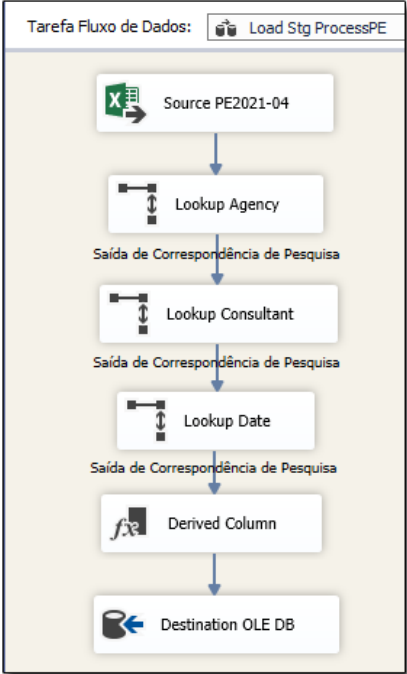 Tarefa Fluxo de Dados: Load Stg ProcessPE
Source PE2021-04
Lookup Agency
Saída de Correspondência de Pesquisa
Lookup Consultant
Saída de Correspondência de Pesquisa
Lookup Date
Saída de Correspondência de Pesquisa
fx Derived Column
Destination OLE DB